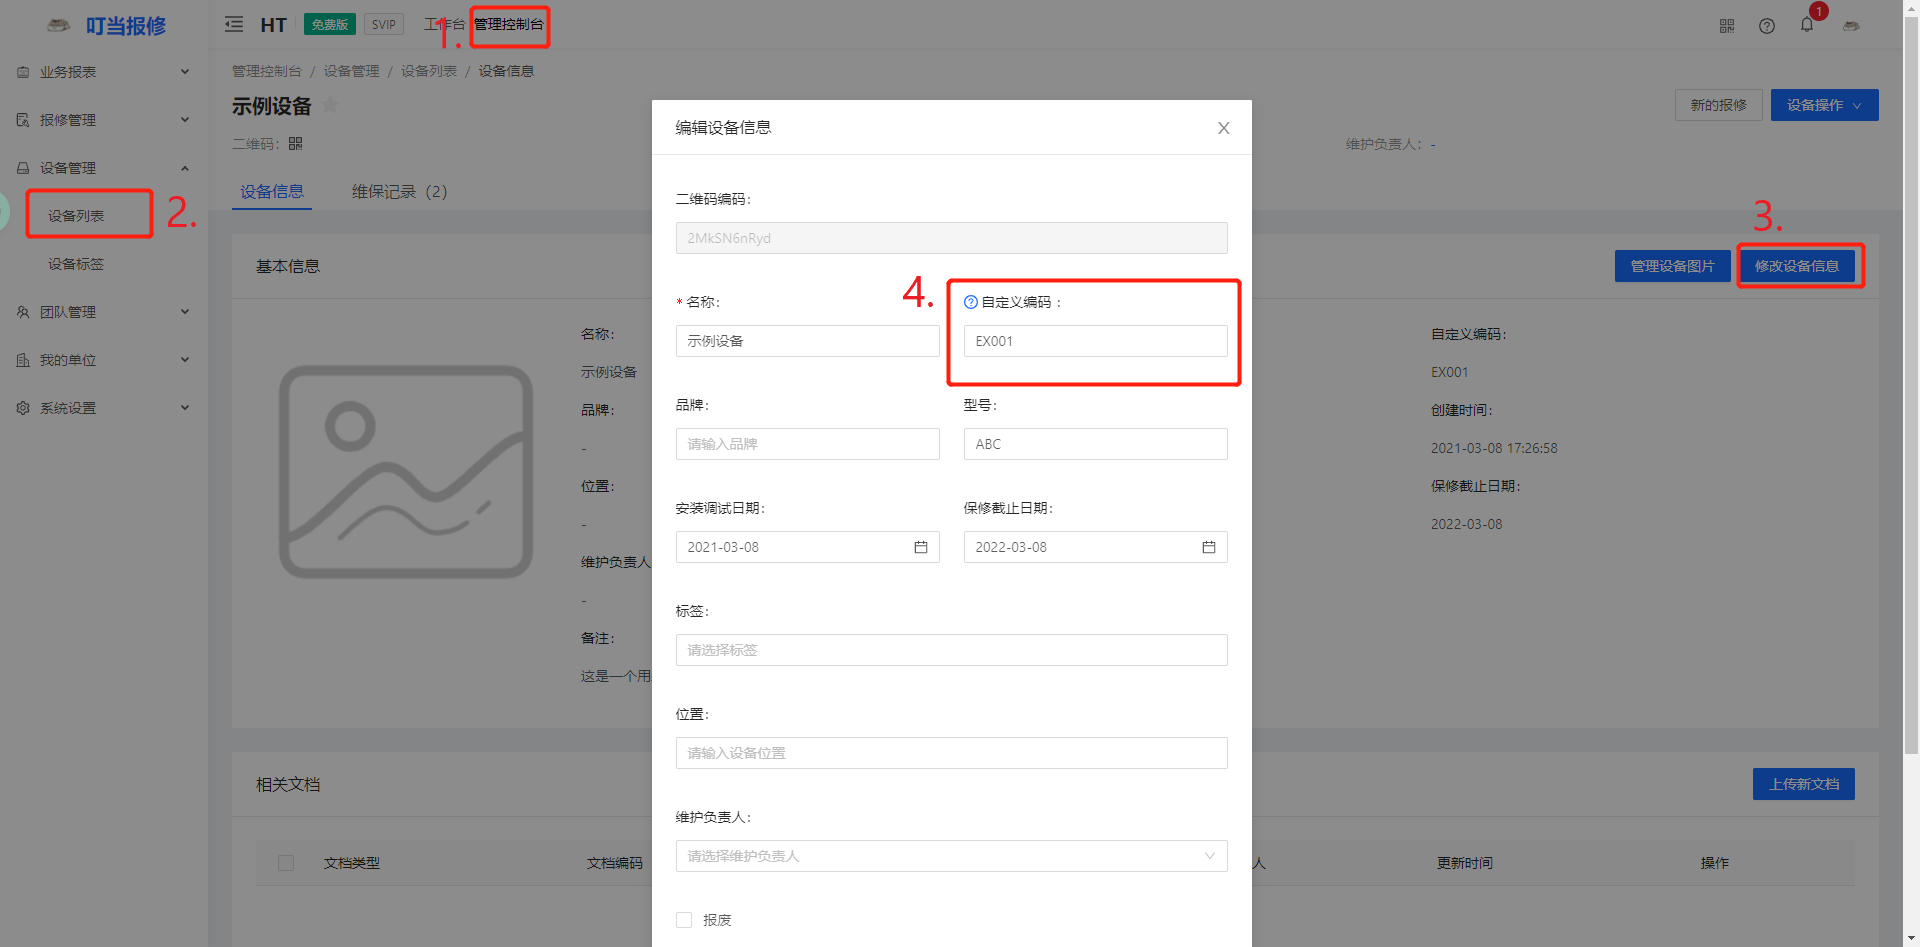 叮当报修
HT 免费版 SVIP 工作台 管理控制台
1.
1
业务报表
报修管理
设备管理
设备列表
2.
设备标签
团队管理
我的单位
系统设置
管理控制台 / 设备管理 / 设备列表 / 设备信息
示例设备
二维码:
维护负责人: -
新的报修
设备操作
设备信息
维保记录 (2)
基本信息
3.
管理设备图片
修改设备信息
名称:
示例设备
品牌:
-
位置:
-
维护负责人
-
备注:
这是一个用
自定义编码:
EX001
创建时间:
2021-03-08 17:26:58
保修截止日期:
2022-03-08
相关文档
上传新文档
文档类型
文档编码
人
更新时间
操作
编辑设备信息
二维码编码:
2MkSN6nRyd
4.
* 名称:
示例设备
自定义编码 :
EX001
品牌:
请输入品牌
型号:
ABC
安装调试日期:
2021-03-08
保修截止日期:
2022-03-08
标签:
请选择标签
位置:
请输入设备位置
维护负责人:
请选择维护负责人
报废